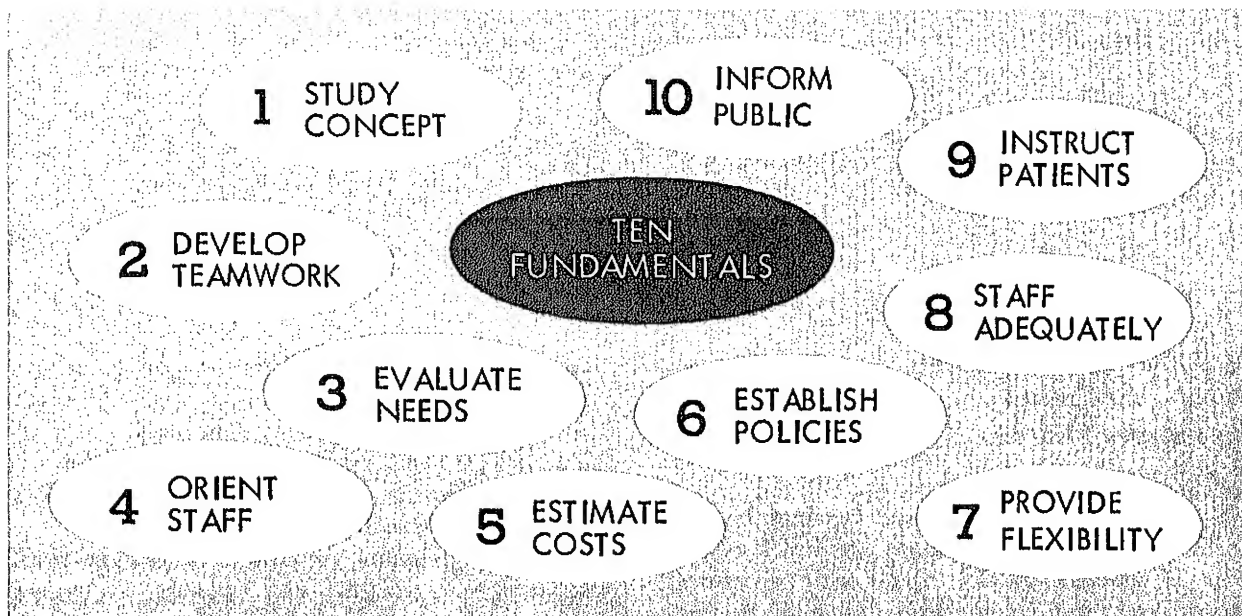 TEN
FUNDAMENTALS
1 STUDY
CONCEPT
2 DEVELOP
TEAMWORK
3 EVALUATE
NEEDS
4 ORIENT
STAFF
5 ESTIMATE
COSTS
6 ESTABLISH
POLICIES
7 PROVIDE
FLEXIBILITY
8 STAFF
ADEQUATELY
9 INSTRUCT
PATIENTS
10 INFORM
PUBLIC